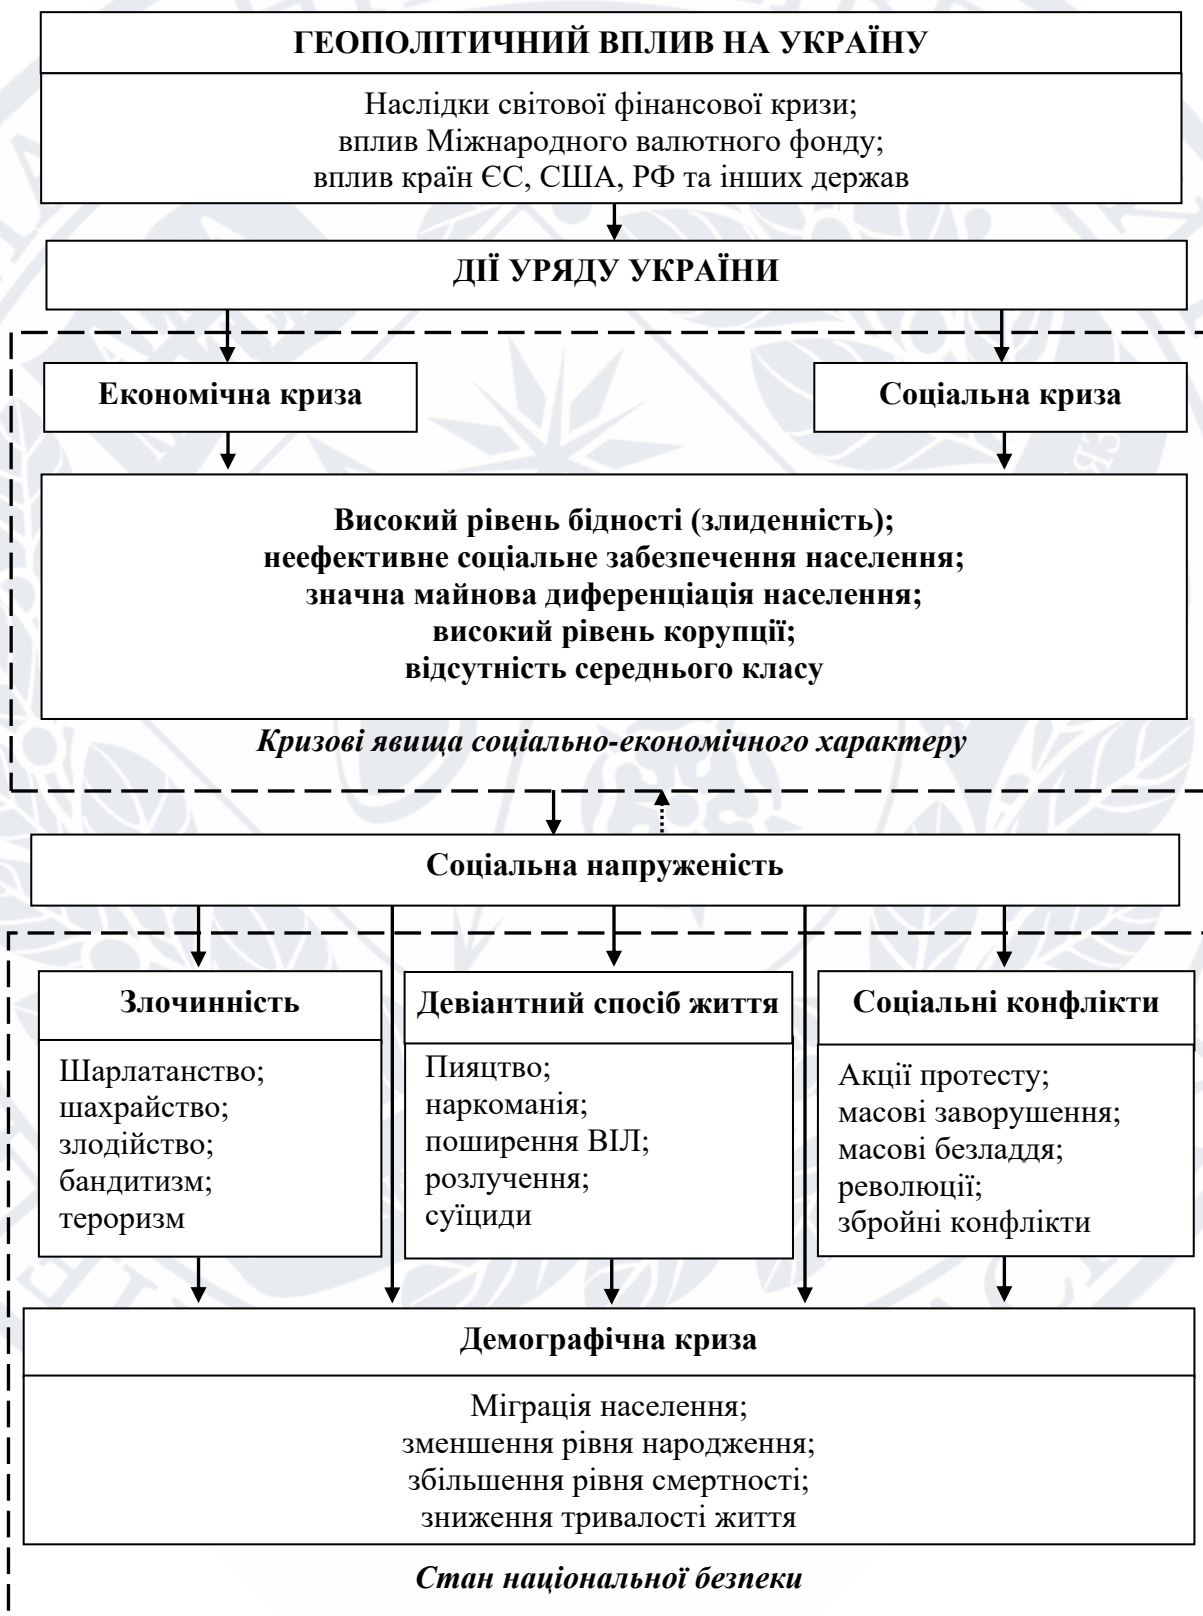 ГЕОПОЛІТИЧНИЙ ВПЛИВ НА УКРАЇНУ
Наслідки світової фінансової кризи;
вплив Міжнародного валютного фонду;
вплив країн ЄС, США, РФ та інших держав
ДІЇ УРЯДУ УКРАЇНИ
Економічна криза
Соціальна криза
Високий рівень бідності (злиденність);
неефективне соціальне забезпечення населення;
значна майнова диференціація населення;
високий рівень корупції;
відсутність середнього класу
Кризові явища соціально-економічного характеру
Соціальна напруженість
Злочинність
Шарлатанство;
шахрайство;
злодійство;
бандитизм;
тероризм
Девіантний спосіб життя
Пияцтво;
наркоманія;
поширення ВІЛ;
розлучення;
суїциди
Соціальні конфлікти
Акції протесту;
масові заворушення;
масові безладдя;
революції;
збройні конфлікти
Демографічна криза
Міграція населення;
зменшення рівня народження;
збільшення рівня смертності;
зниження тривалості життя
Стан національної безпеки